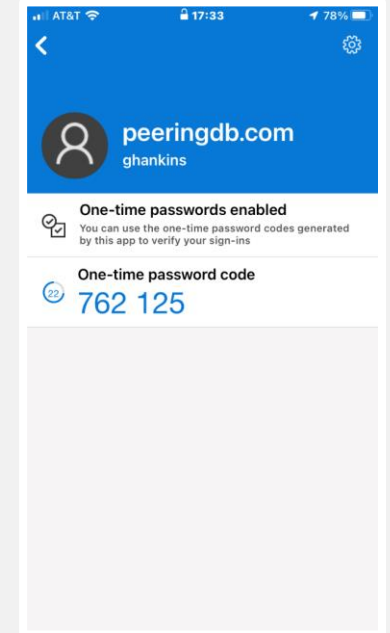 AT&T 17:33 78%
peeringdb.com
ghankins
One-time passwords enabled
You can use the one-time password codes generated
by this app to verify your sign-ins
One-time password code
22
762 125